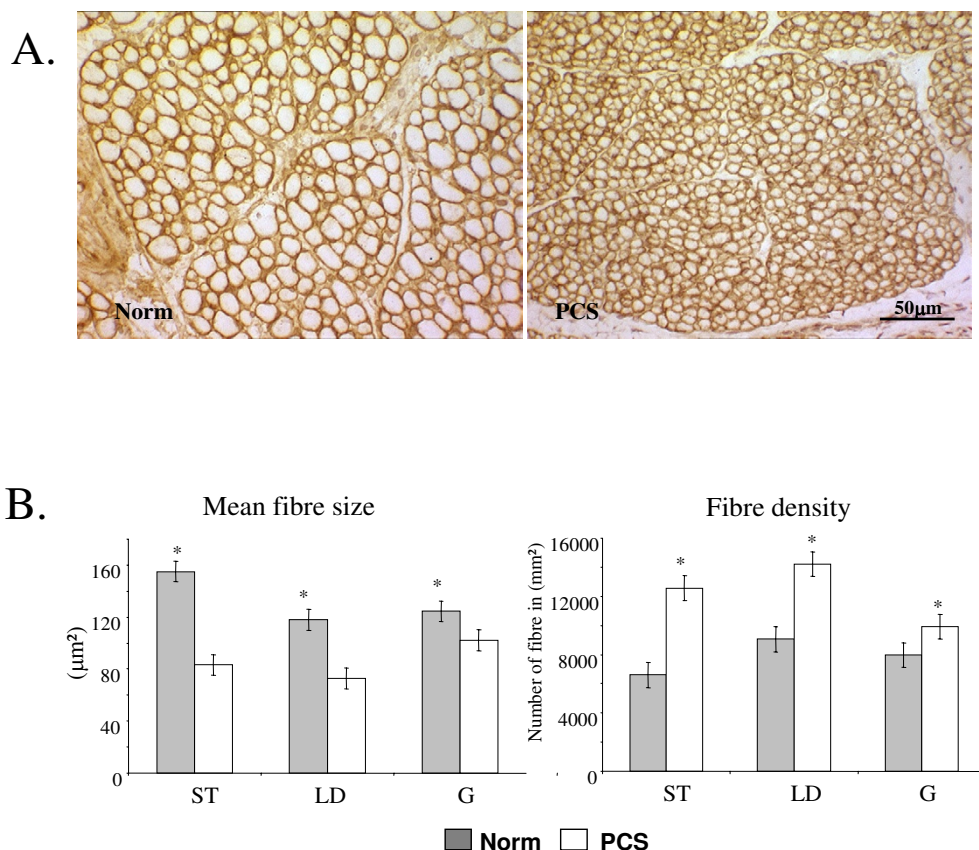 A.
Norm
PCS
50μm
B.
Mean fibre size
Fibre density
(μm²)
160
120
80
40
0
*
*
*
ST
LD
G
Number of fibre in (mm²)
16000
12000
8000
4000
0
*
*
*
ST
LD
G
Norm
PCS